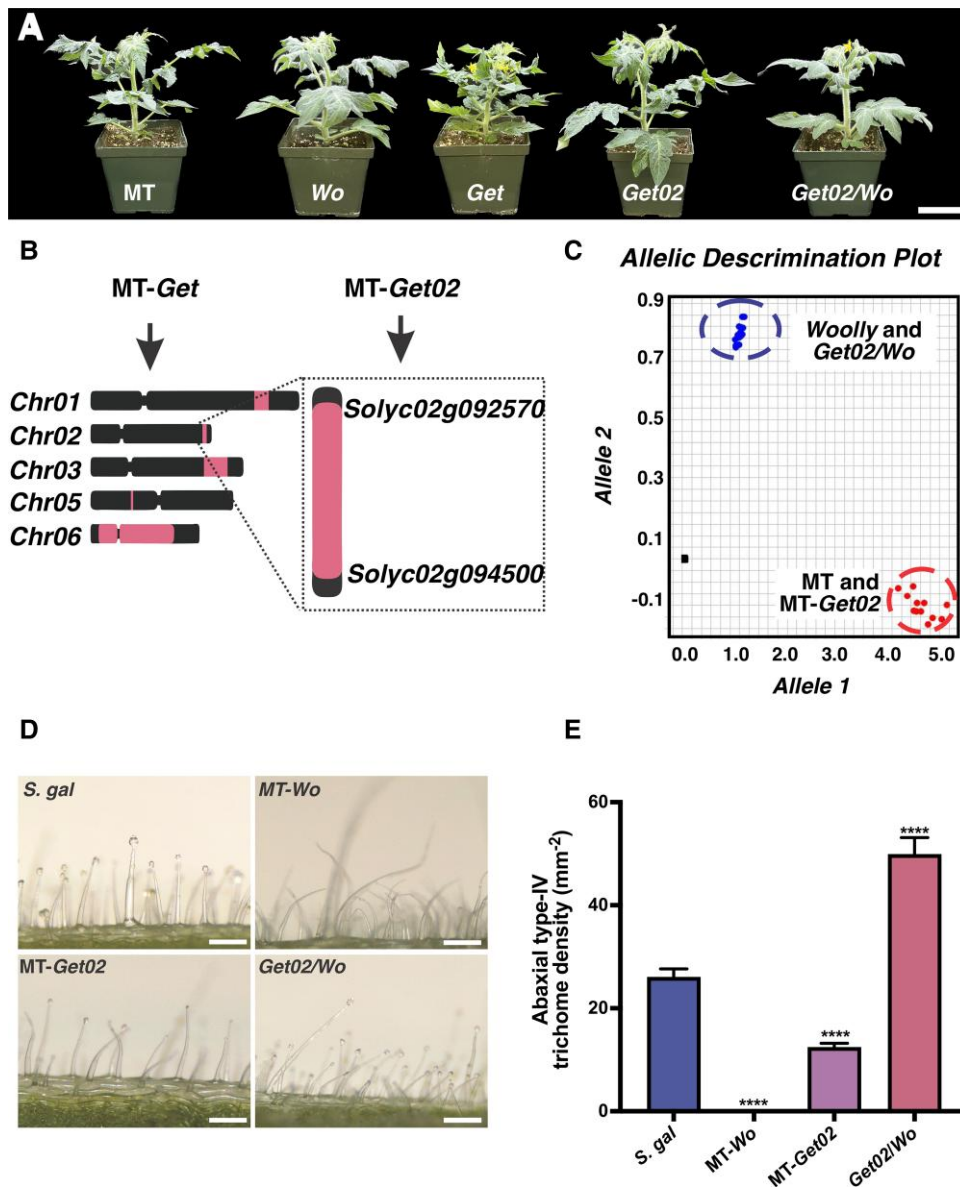 A
MT
Wo
Get
Get02
Get02/Wo
B
MT-Get
MT-Get02
Chr01
Chr02
Chr03
Chr05
Chr06
Solyc02g092570
Solyc02g094500
C
Allelic Discrimination Plot
0.9
0.7
0.5
0.3
0.1
-0.1
Allele 2
Woolly and
Get02/Wo
MT and
MT-Get02
0.0 1.0 2.0 3.0 4.0 5.0
Allele 1
D
S. gal
MT-Wo
MT-Get02
Get02/Wo
E
Abaxial type-IV
trichome density (mm-2)
60
40
20
0
****
****
****
S. gal
MT-Wo
MT-Get02
Get02/Wo